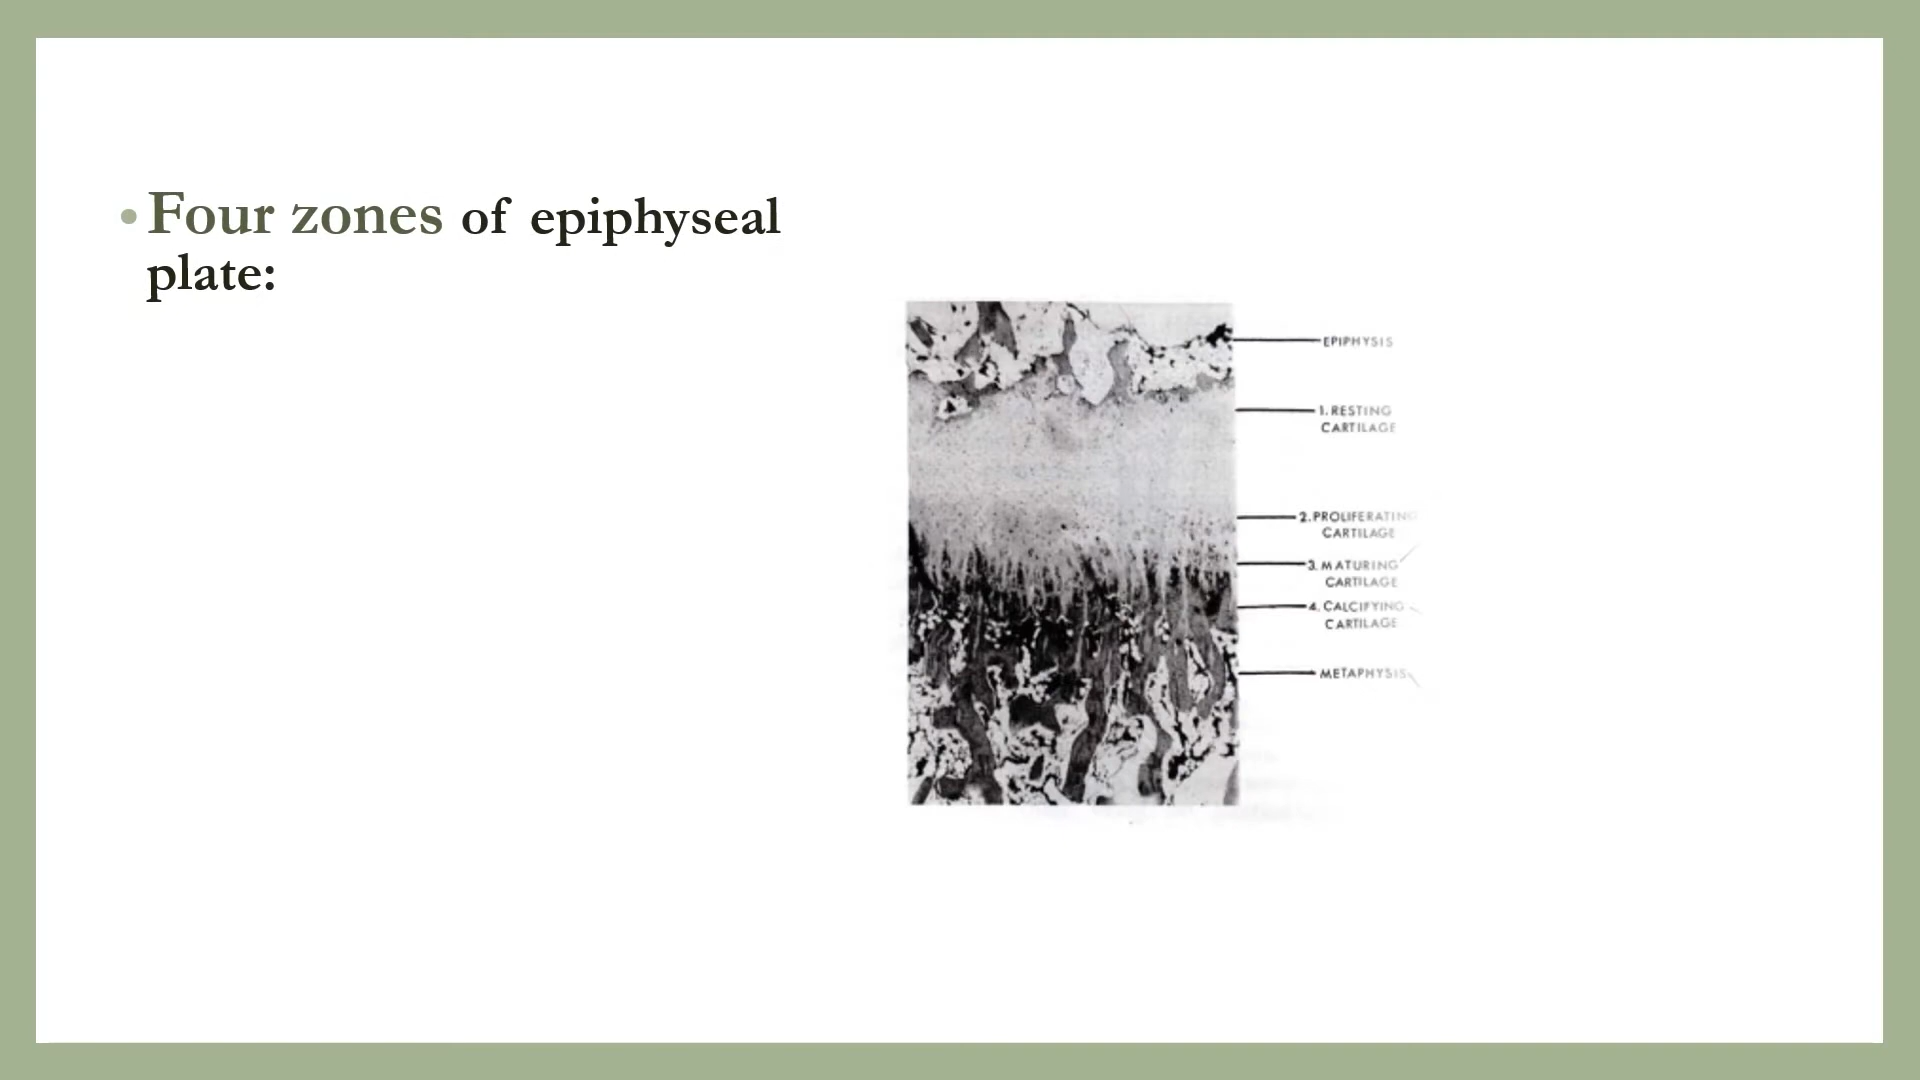 • Four zones of epiphyseal
plate:
EPIPHYSIS
1. RESTING
CARTILAGE
2. PROLIFERATING
CARTILAGE
3. MATURING
CARTILAGE
4. CALCIFYING
CARTILAGE
METAPHYSIS